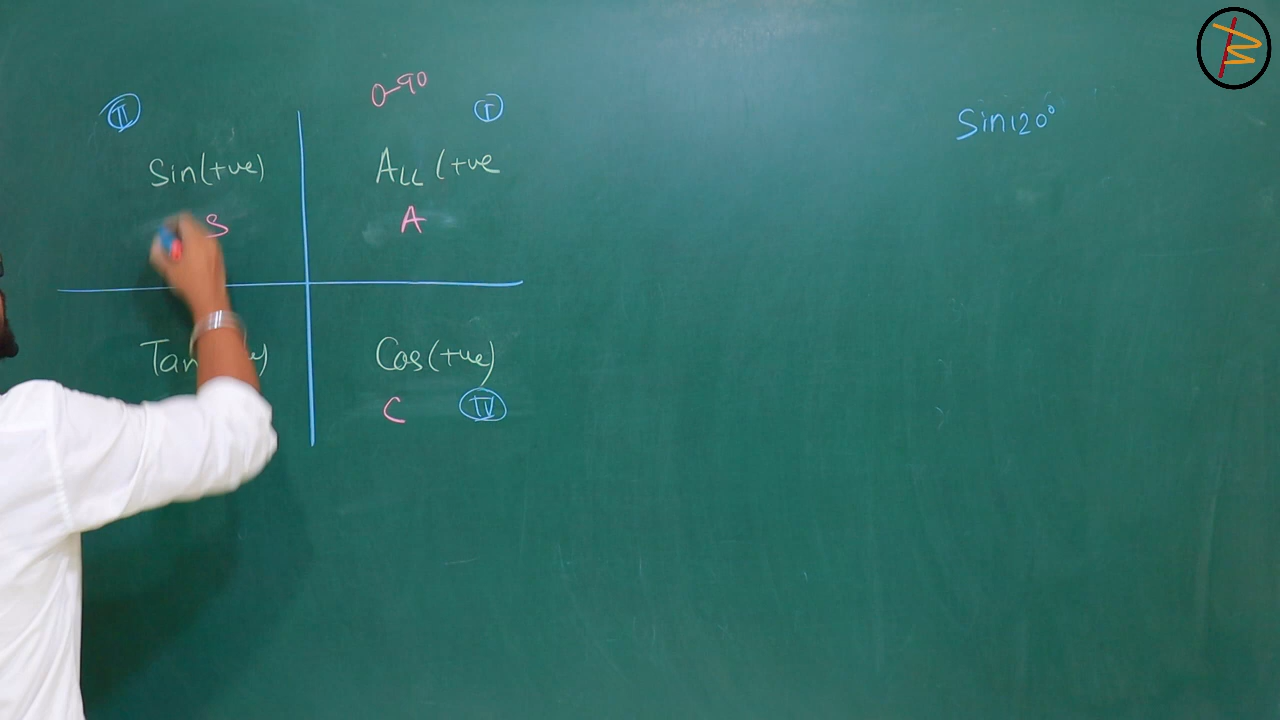 0-90
II
I
Sin(+ve)
ALL (+ve
S
A
Cos(+ve)
C
IV
Sin120°